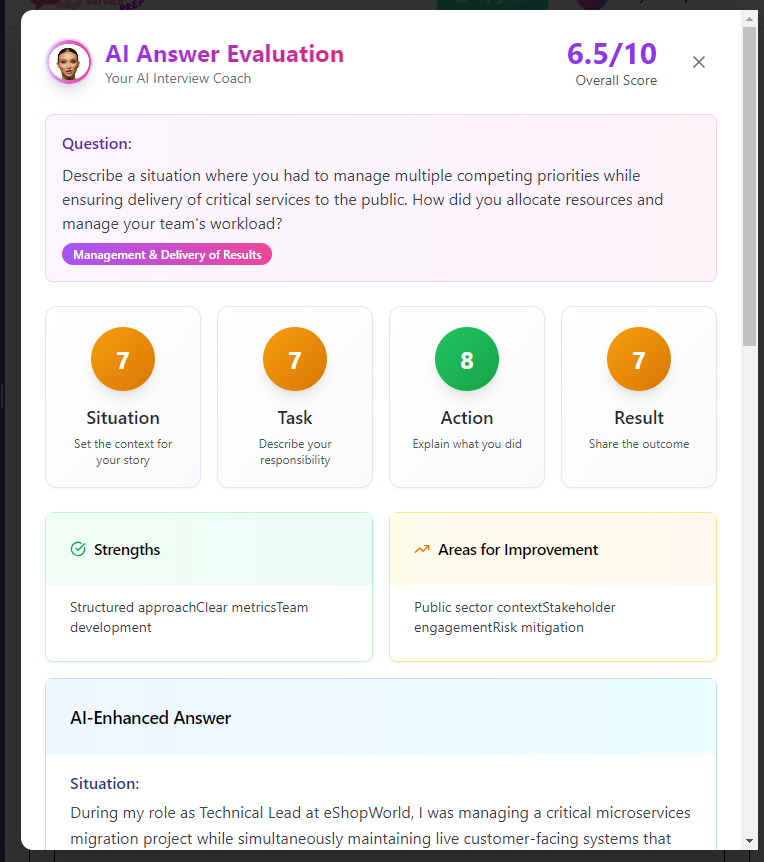 AI Answer Evaluation
Your AI Interview Coach
6.5/10
Overall Score
Question:
Describe a situation where you had to manage multiple competing priorities while
ensuring delivery of critical services to the public. How did you allocate resources and
manage your team's workload?
Management & Delivery of Results
7
Situation
Set the context for
your story
7
Task
Describe your
responsibility
8
Action
Explain what you did
7
Result
Share the outcome
Strengths
Structured approachClear metricsTeam
development
Areas for Improvement
Public sector contextStakeholder
engagementRisk mitigation
AI-Enhanced Answer
Situation:
During my role as Technical Lead at eShopWorld, I was managing a critical microservices
migration project while simultaneously maintaining live customer-facing systems that